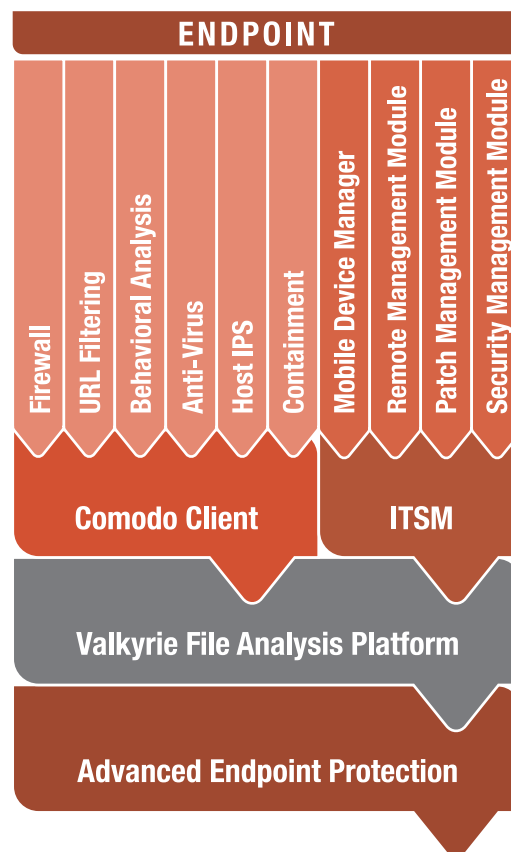 ENDPOINT
Firewall
URL Filtering
Behavioral Analysis
Anti-Virus
Host IPS
Containment
Mobile Device Manager
Remote Management Module
Patch Management Module
Security Management Module
Comodo Client
ITSM
Valkyrie File Analysis Platform
Advanced Endpoint Protection